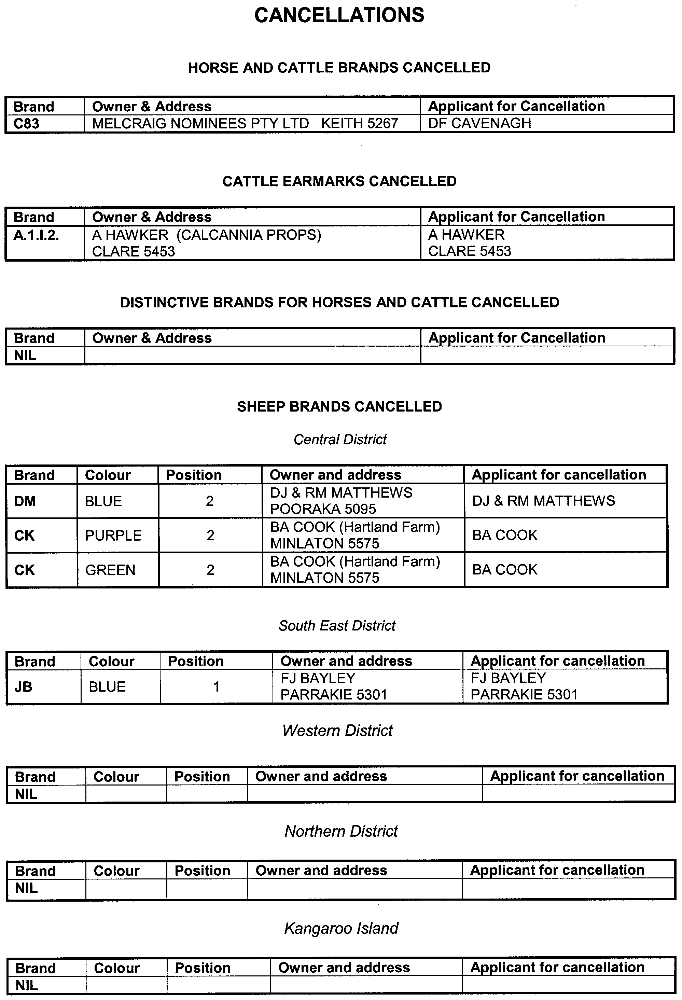 CANCELLATIONS
HORSE AND CATTLE BRANDS CANCELLED
Brand Owner & Address Applicant for Cancellation
C83 MELCRAIG NOMINEES PTY LTD KEITH 5267 DF CAVENAGH
CATTLE EARMARKS CANCELLED
Brand Owner & Address Applicant for Cancellation
A.1.I.2. A HAWKER (CALCANNIA PROPS) A HAWKER
CLARE 5453 CLARE 5453
DISTINCTIVE BRANDS FOR HORSES AND CATTLE CANCELLED
Brand Owner & Address Applicant for Cancellation
NIL
SHEEP BRANDS CANCELLED
Central District
Brand Colour Position Owner and address Applicant for cancellation
DM BLUE 2 DJ & RM MATTHEWS
POORAKA 5095 DJ & RM MATTHEWS
CK PURPLE 2 BA COOK (Hartland Farm)
MINLATON 5575 BA COOK
CK GREEN 2 BA COOK (Hartland Farm)
MINLATON 5575 BA COOK
South East District
Brand Colour Position Owner and address Applicant for cancellation
JB BLUE 1 FJ BAYLEY FJ BAYLEY
PARRAKIE 5301 PARRAKIE 5301
Western District
Brand Colour Position Owner and address Applicant for cancellation
NIL
Northern District
Brand Colour Position Owner and address Applicant for cancellation
NIL
Kangaroo Island
Brand Colour Position Owner and address Applicant for cancellation
NIL